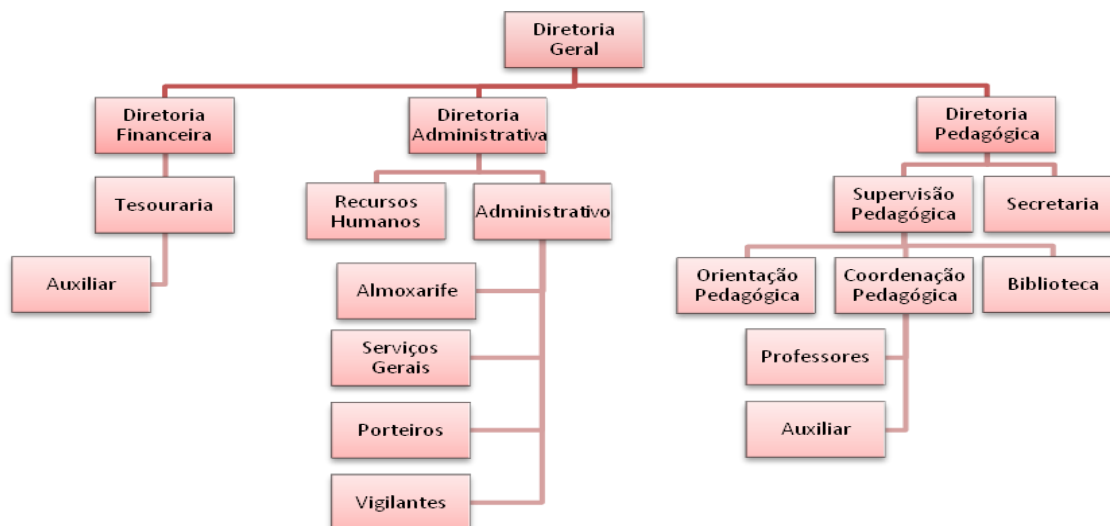 Diretoria
Geral
Diretoria
Financeira
Diretoria
Administrativa
Diretoria
Pedagógica
Tesouraria
Recursos
Humanos
Administrativo
Supervisão
Pedagógica
Secretaria
Auxiliar
Almoxarife
Orientação
Pedagógica
Coordenação
Pedagógica
Biblioteca
Serviços
Gerais
Professores
Porteiros
Auxiliar
Vigilantes